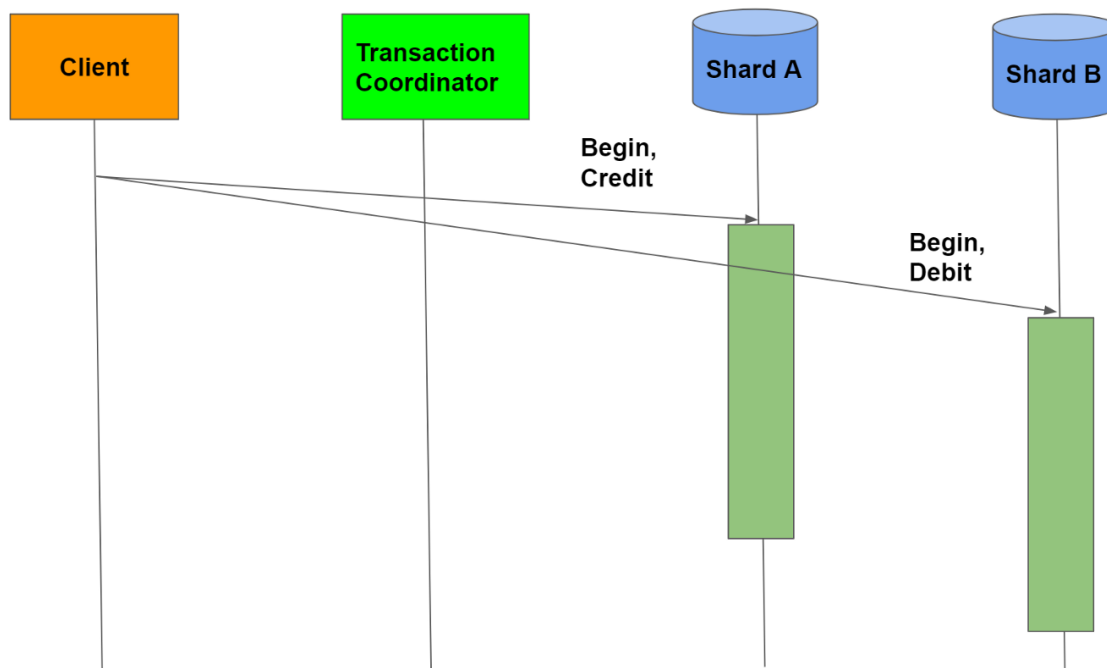 Client
Transaction
Coordinator
Shard A
Shard B
Begin,
Credit
Begin,
Debit